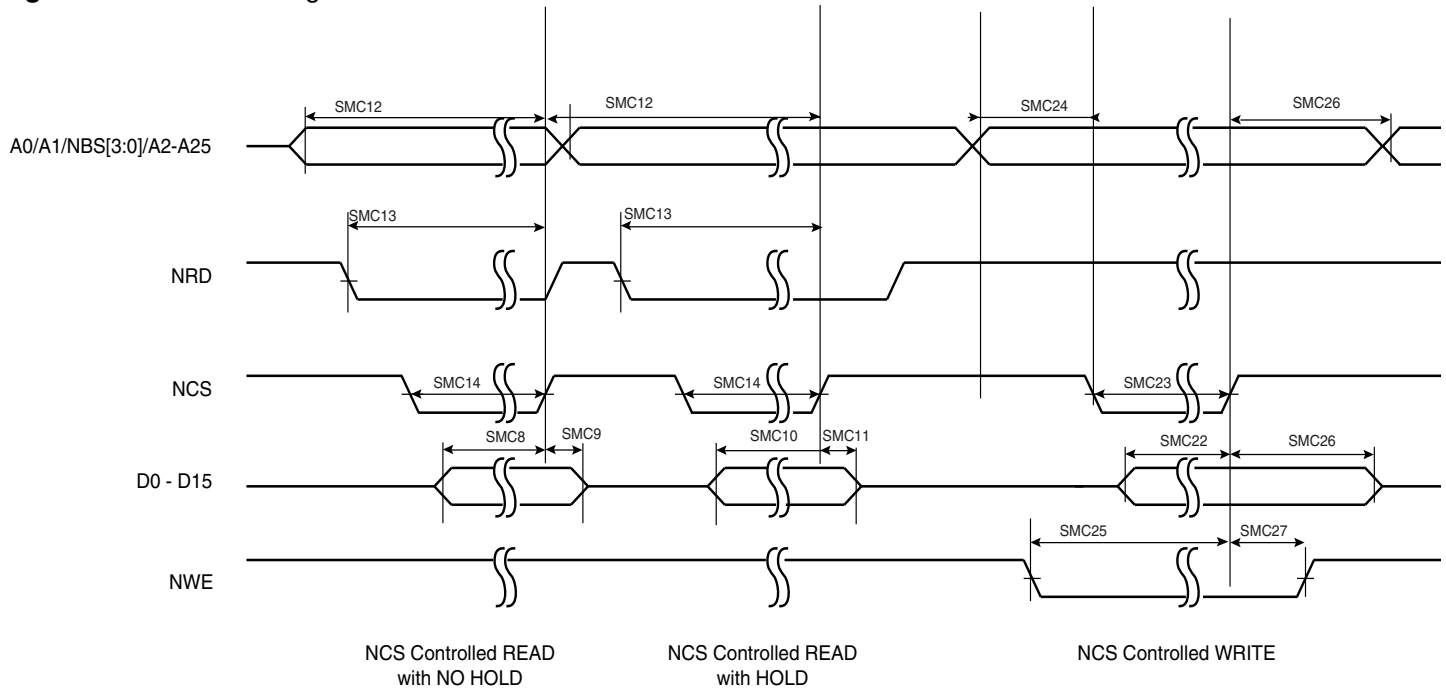 SMC12
SMC12
SMC24
SMC26
A0/A1/NBS[3:0]/A2-A25
SMC13
SMC13
NRD
NCS
SMC14
SMC14
SMC23
SMC8
SMC9
SMC10
SMC11
SMC22
SMC26
D0 - D15
SMC25
SMC27
NWE
NCS Controlled READ
with NO HOLD
NCS Controlled READ
with HOLD
NCS Controlled WRITE